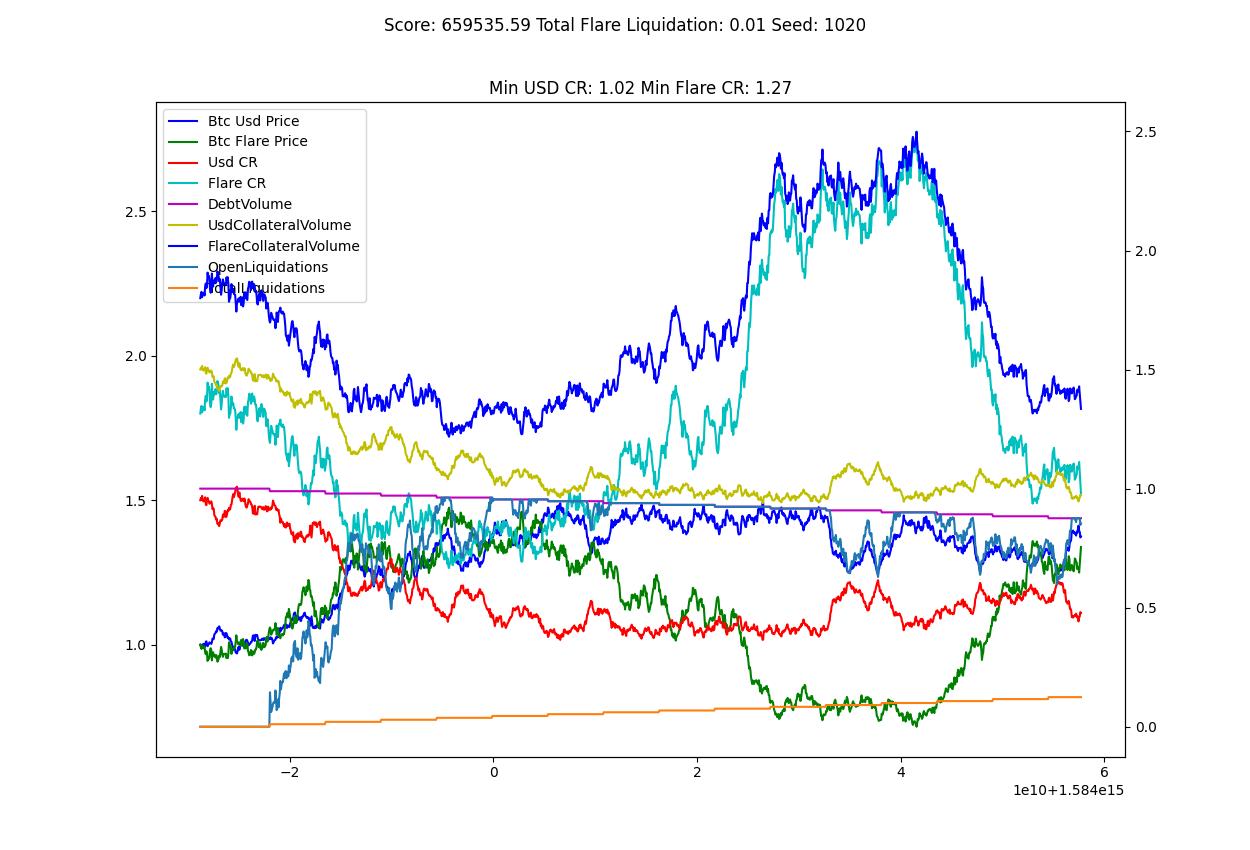 Score: 659535.59 Total Flare Liquidation: 0.01 Seed: 1020
Min USD CR: 1.02 Min Flare CR: 1.27
Btc Usd Price
Btc Flare Price
Usd CR
Flare CR
DebtVolume
UsdCollateralVolume
FlareCollateralVolume
OpenLiquidations
TotalLiquidations
2.5
2.0
1.5
1.0
2.5
2.0
1.5
1.0
0.5
0.0
−2
0
2
4
6
1e10+1.584e15